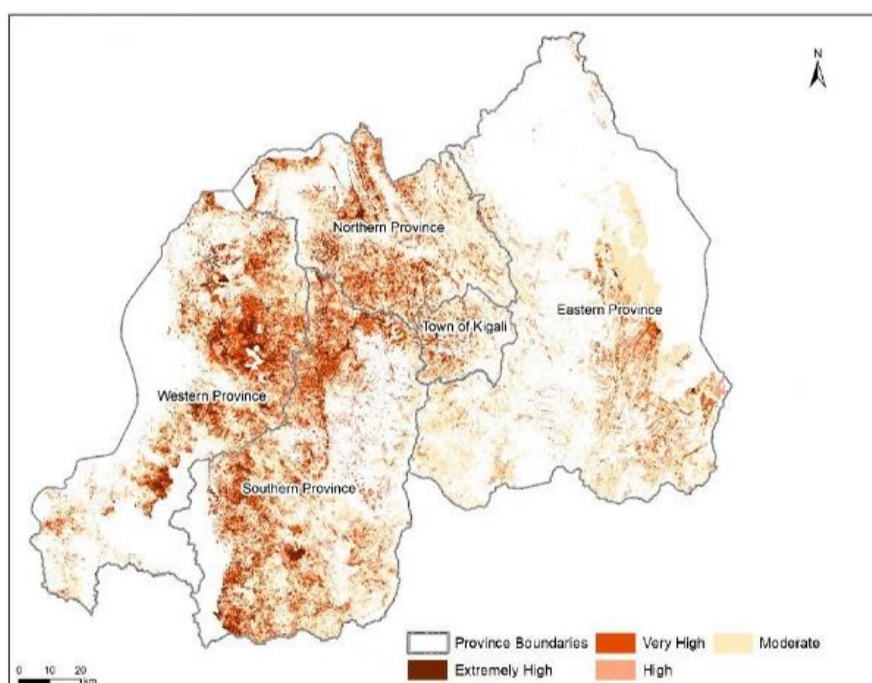 N
Northern Province
Town of Kigali
Eastern Province
Western Province
Southern Province
Province Boundaries
Very High
Moderate
Extremely High
High
0 10 20
km